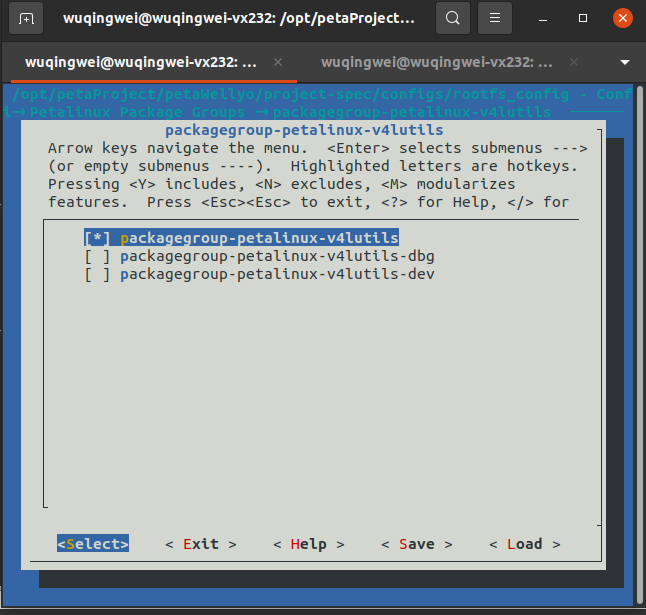 wuqingwei@wuqingwei-vx232: /opt/petaProject...
wuqingwei@wuqingwei-vx232: ... × wuqingwei@wuqingwei-vx232: ... ×
/opt/petaProject/petaWellyo/project-spec/configs/rootfs_config - Conf
i→ Petalinux Package Groups → packagegroup-petalinux-v4lutils
packagegroup-petalinux-v4lutils
Arrow keys navigate the menu. <Enter> selects submenus --->
(or empty submenus ----). Highlighted letters are hotkeys.
Pressing <Y> includes, <N> excludes, <M> modularizes
features. Press <Esc><Esc> to exit, <?> for Help, </> for
[*] packagegroup-petalinux-v4lutils
[ ] packagegroup-petalinux-v4lutils-dbg
[ ] packagegroup-petalinux-v4lutils-dev
<Select> < Exit > < Help > < Save > < Load >